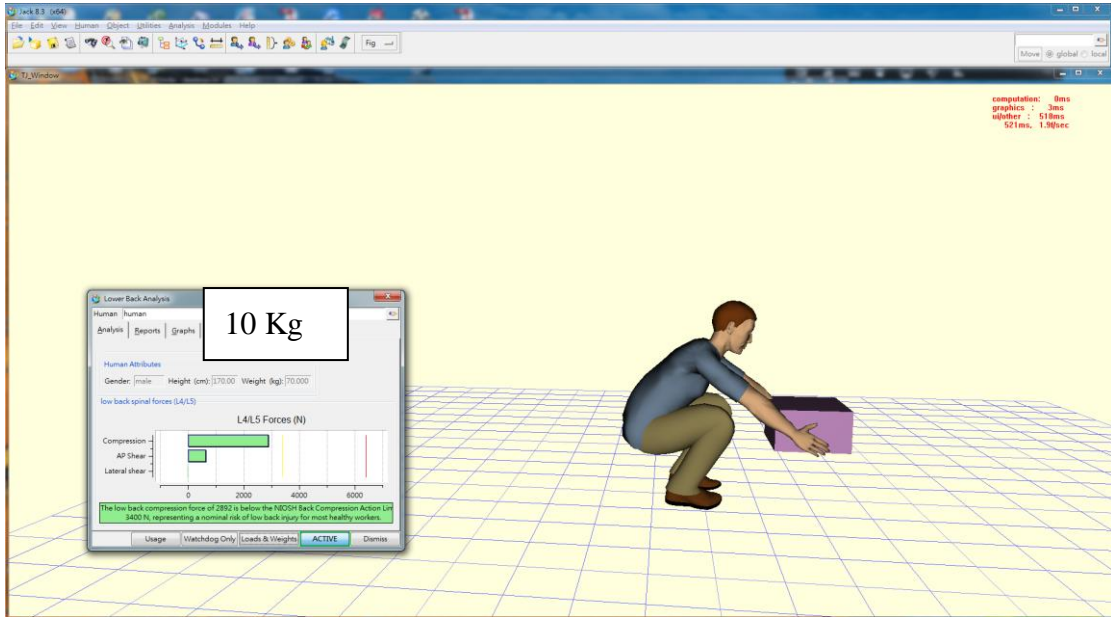 Jack 8.3 (x64)
File Edit View Human Object Utilities Analysis Modules Help
Fig
Move global local
TJ_Window
computation: 0ms
graphics : 3ms
ui/other : 518ms
521ms, 1.9f/sec
Lower Back Analysis
Human human
Analysis Reports Graphs
10 Kg
Human Attributes
Gender: male Height (cm): 170.00 Weight (kg): 70.000
low back spinal forces (L4/L5)
L4/L5 Forces (N)
Compression
AP Shear
Lateral shear
0 2000 4000 6000
The low back compression force of 2892 is below the NIOSH Back Compression Action Lim
3400 N, representing a nominal risk of low back injury for most healthy workers.
Usage Watchdog Only Loads & Weights ACTIVE Dismiss